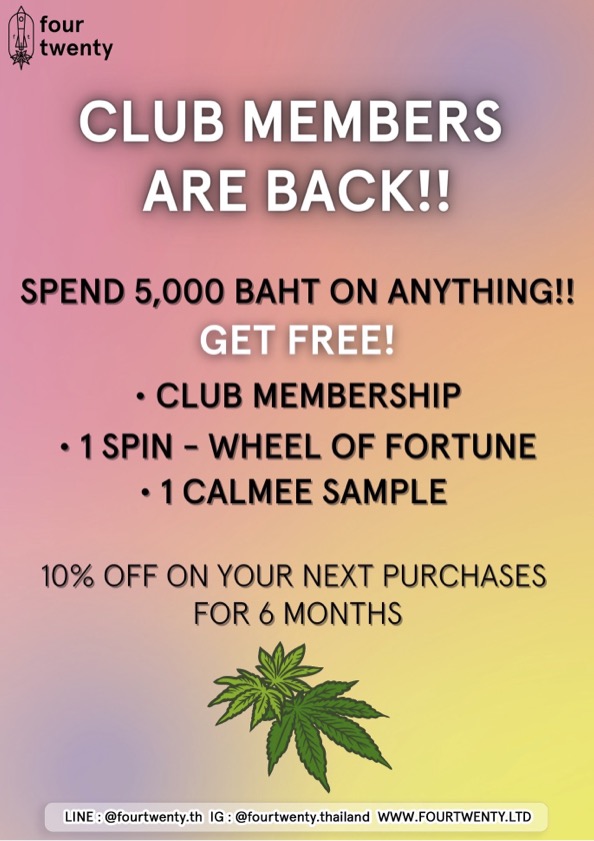 four
twenty
CLUB MEMBERS
ARE BACK!!
SPEND 5,000 BAHT ON ANYTHING!!
GET FREE!
• CLUB MEMBERSHIP
• 1 SPIN - WHEEL OF FORTUNE
• 1 CALMEE SAMPLE
10% OFF ON YOUR NEXT PURCHASES
FOR 6 MONTHS
LINE : @fourtwenty.th IG : @fourtwenty.thailand WWW.FOURTWENTY.LTD